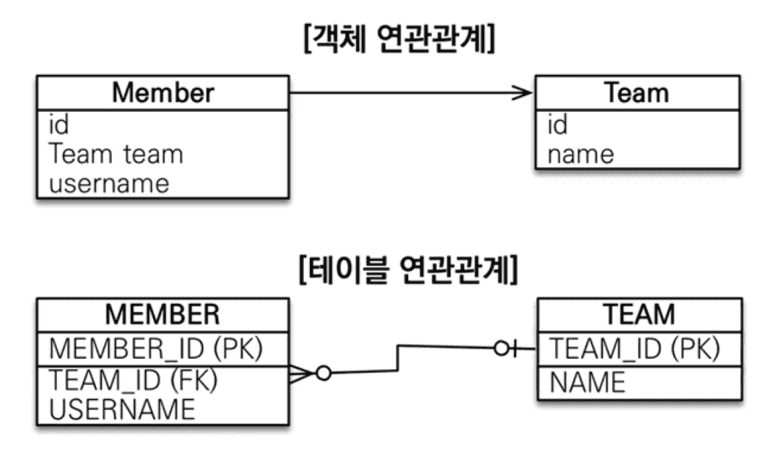 [객체 연관관계]
Member
id
Team team
username
Team
id
name
[테이블 연관관계]
MEMBER
MEMBER_ID (PK)
TEAM_ID (FK)
USERNAME
TEAM
TEAM_ID (PK)
NAME